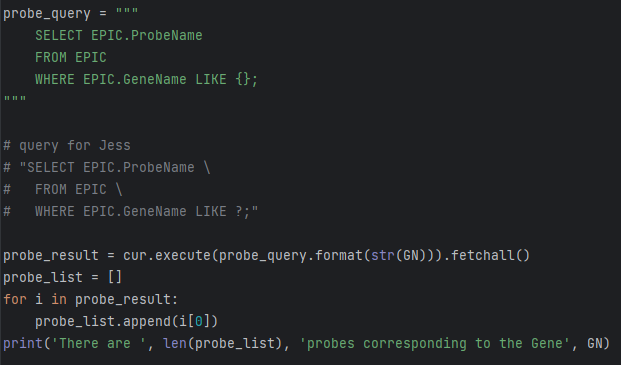 probe_query = """
    SELECT EPIC.ProbeName
    FROM EPIC
    WHERE EPIC.GeneName LIKE {};
"""

# query for Jess
# "SELECT EPIC.ProbeName \
#   FROM EPIC \
#   WHERE EPIC.GeneName LIKE ?;"

probe_result = cur.execute(probe_query.format(str(GN))).fetchall()
probe_list = []
for i in probe_result:
    probe_list.append(i[0])
print('There are ', len(probe_list), 'probes corresponding to the Gene', GN)